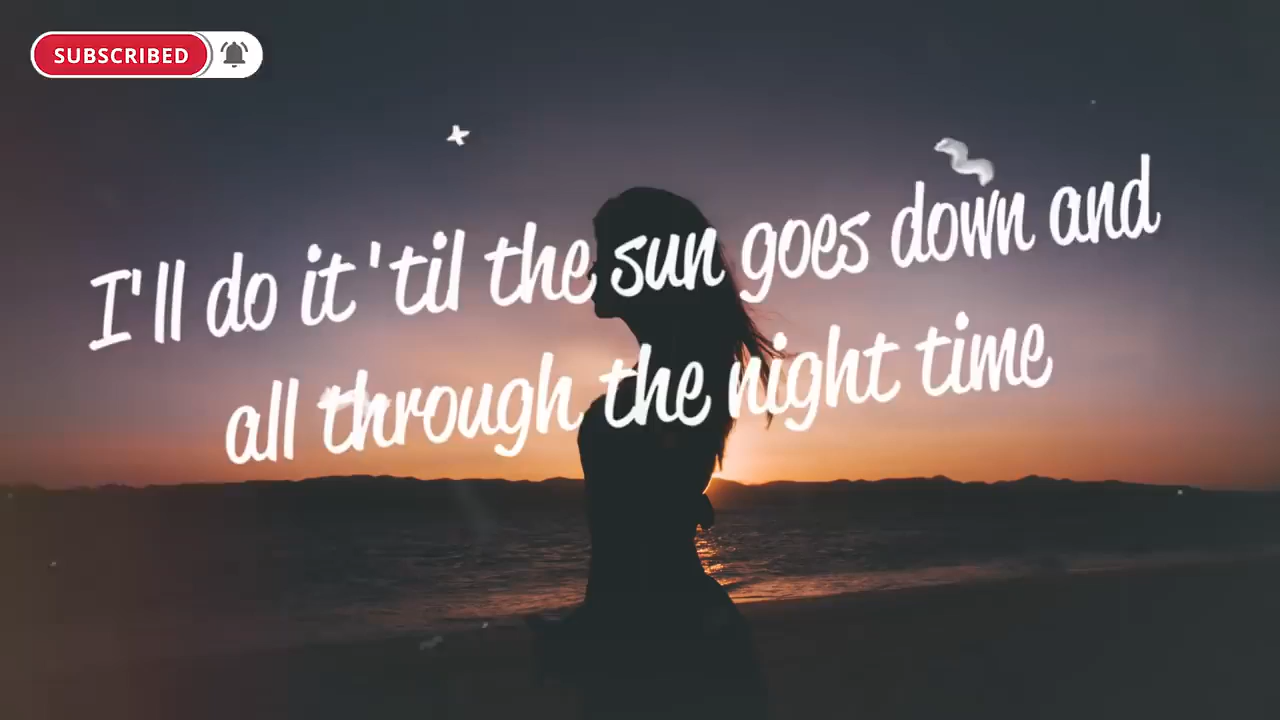 SUBSCRIBED
I'll do it 'til the sun goes down and
all through the night time